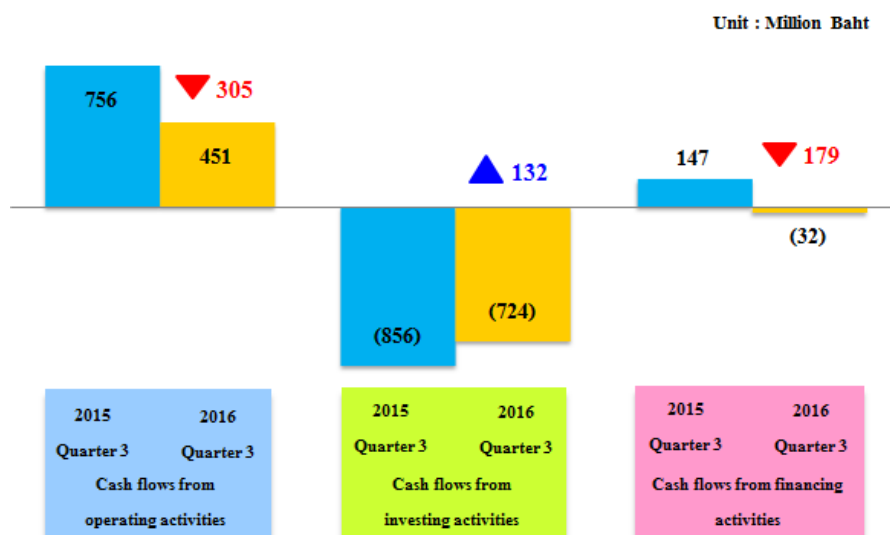 Unit : Million Baht
756
305
451
132
147
179
(32)
(856)
(724)
2015
Quarter 3
2016
Quarter 3
Cash flows from
operating activities
2015
Quarter 3
2016
Quarter 3
Cash flows from
investing activities
2015
Quarter 3
2016
Quarter 3
Cash flows from financing
activities